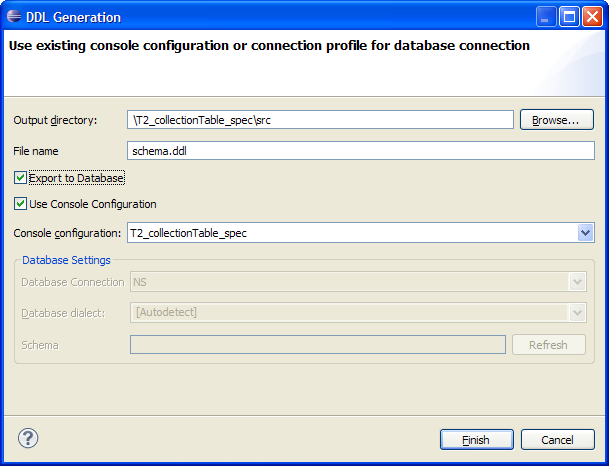 DDL Generation
Use existing console configuration or connection profile for database connection
Output directory: \T2_collectionTable_spec\src Browse...
File name schema.ddl
Export to Database
Use Console Configuration
Console configuration: T2_collectionTable_spec
Database Settings
Database Connection NS
Database dialect: [Autodetect]
Schema Refresh
? Finish Cancel